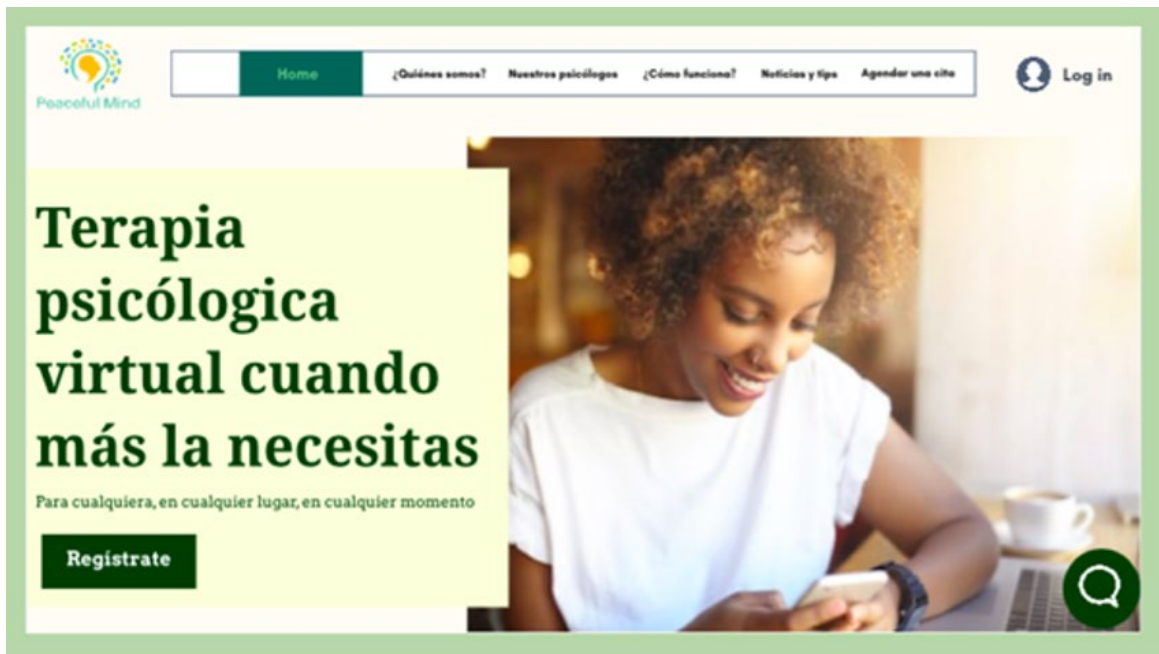 Peaceful Mind
Home ¿Quiénes somos? Nuestros psicólogos ¿Cómo funciona? Noticias y tips Agendar una cita
Log in
Terapia
psicólogica
virtual cuando
más la necesitas
Para cualquiera, en cualquier lugar, en cualquier momento
Regístrate